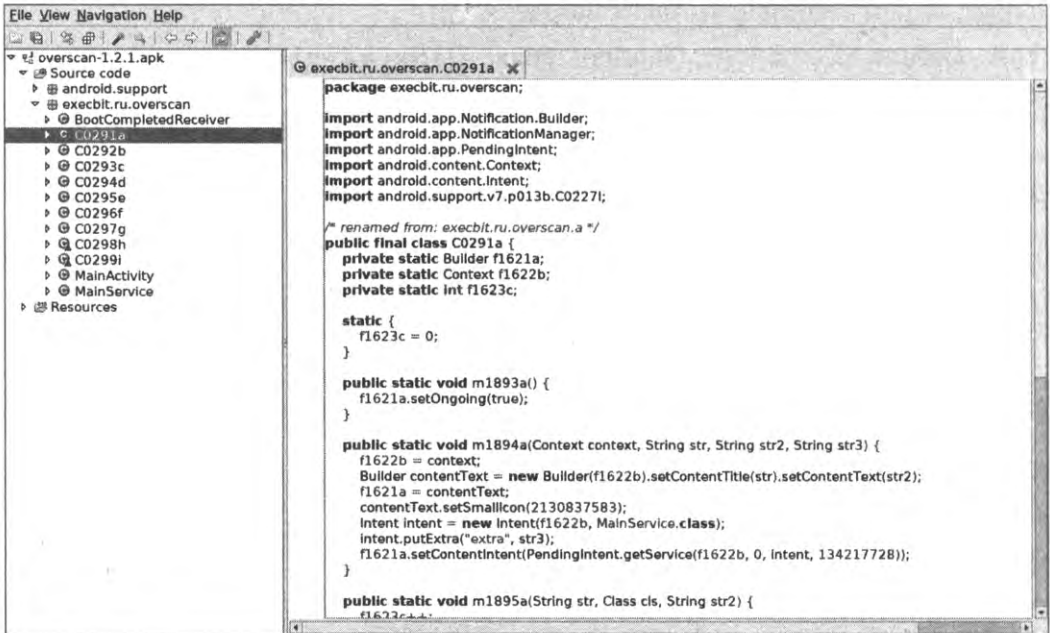 File View Navigation Help
overscan-1.2.1.apk
Source code
android.support
execbit.ru.overscan
BootCompletedReceiver
C0291a
C0292b
C0293c
C0294d
C0295e
C0296f
C0297g
C0298h
C0299i
MainActivity
MainService
Resources
execbit.ru.overscan.C0291a
package execbit.ru.overscan;
import android.app.Notification.Builder;
import android.app.NotificationManager;
import android.app.PendingIntent;
import android.content.Context;
import android.content.Intent;
import android.support.v7.p013b.C0227l;
/* renamed from: execbit.ru.overscan.a */
public final class C0291a {
private static Builder f1621a;
private static Context f1622b;
private static int f1623c;
static {
f1623c = 0;
}
public static void m1893a() {
f1621a.setOngoing(true);
}
public static void m1894a(Context context, String str, String str2, String str3) {
f1622b = context;
Builder contentText = new Builder(f1622b).setContentTitle(str).setContentText(str2);
f1621a = contentText;
contentText.setSmallIcon(2130837583);
Intent intent = new Intent(f1622b, MainService.class);
intent.putExtra("extra", str3);
f1621a.setContentIntent(PendingIntent.getService(f1622b, 0, intent, 134217728));
}
public static void m1895a(String str, Class cls, String str2) {
f1623c++;